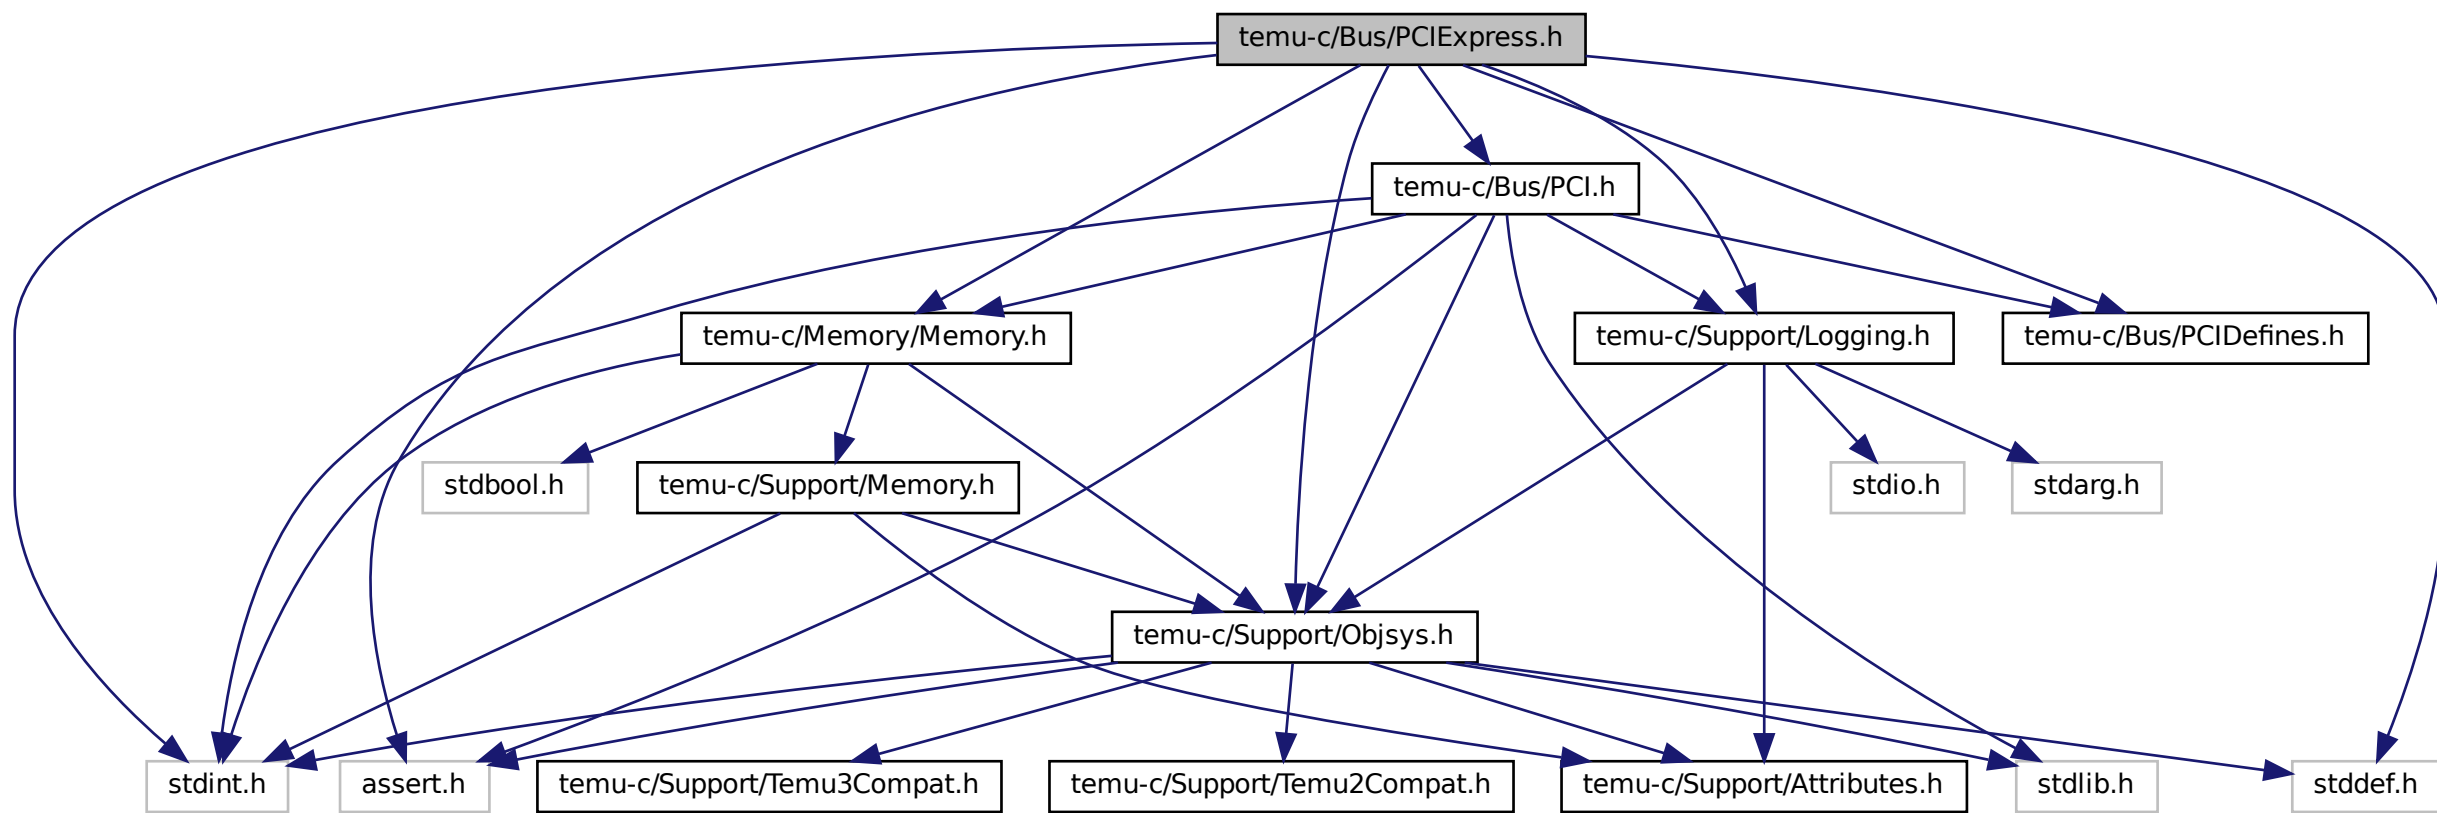 temu-c/Bus/PCIExpress.h
temu-c/Bus/PCI.h
temu-c/Memory/Memory.h
temu-c/Support/Logging.h
temu-c/Bus/PCIDefines.h
stdbool.h
temu-c/Support/Memory.h
stdio.h
stdarg.h
temu-c/Support/Objsys.h
stdint.h
assert.h
temu-c/Support/Temu3Compat.h
temu-c/Support/Temu2Compat.h
temu-c/Support/Attributes.h
stdlib.h
stddef.h